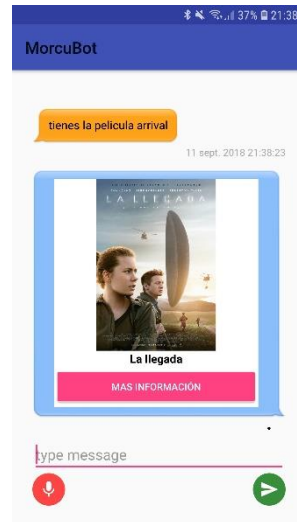 37% 21:38
MorcuBot
tienes la pelicula arrival
11 sept. 2018 21:38:23
LA LLEGADA
La llegada
MAS INFORMACIÓN
type message